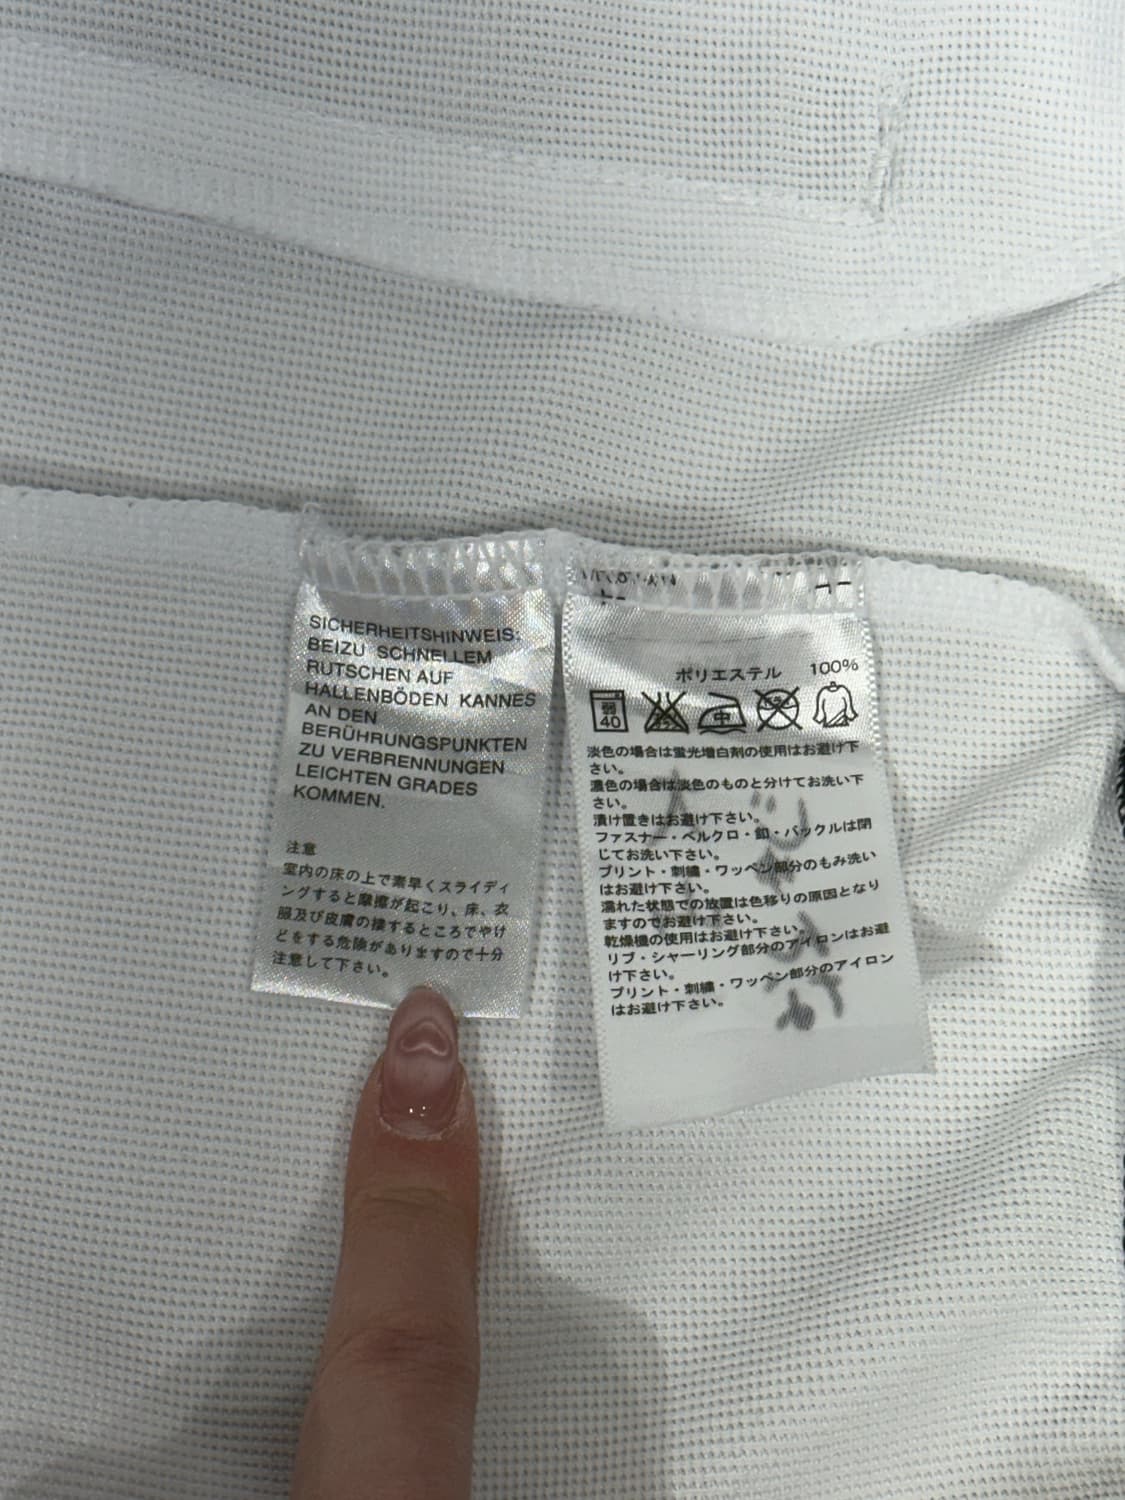 SICHERHEITSHINWEIS:
BEIZU SCHNELLEM
RUTSCHEN AUF
HALLENBÖDEN KANNES
AN DEN
BERÜHRUNGSPUNKTEN
ZU VERBRENNUNGEN
LEICHTEN GRADES
KOMMEN.
注意
室内の床の上で素早くスライディ
ングすると摩擦が起こり、床、衣
服及び皮膚の接するところでやけ
どをする危険がありますので十分
注意して下さい。
ポリエステル 100%
弱 40 中
淡色の場合は蛍光増白剤の使用はお避け下
さい。
濃色の場合は淡色のものと分けてお洗い下
さい。
漬け置きはお避け下さい。
ファスナー・ベルクロ・釦・バックルは閉
じてお洗い下さい。
プリント・刺繍・ワッペン部分のもみ洗い
はお避け下さい。
濡れた状態での放置は色移りの原因となり
ますのでお避け下さい。
乾燥機の使用はお避け下さい。
リブ・シャーリング部分のアイロンはお避
け下さい。
プリント・刺繍・ワッペン部分のアイロン
はお避け下さい。